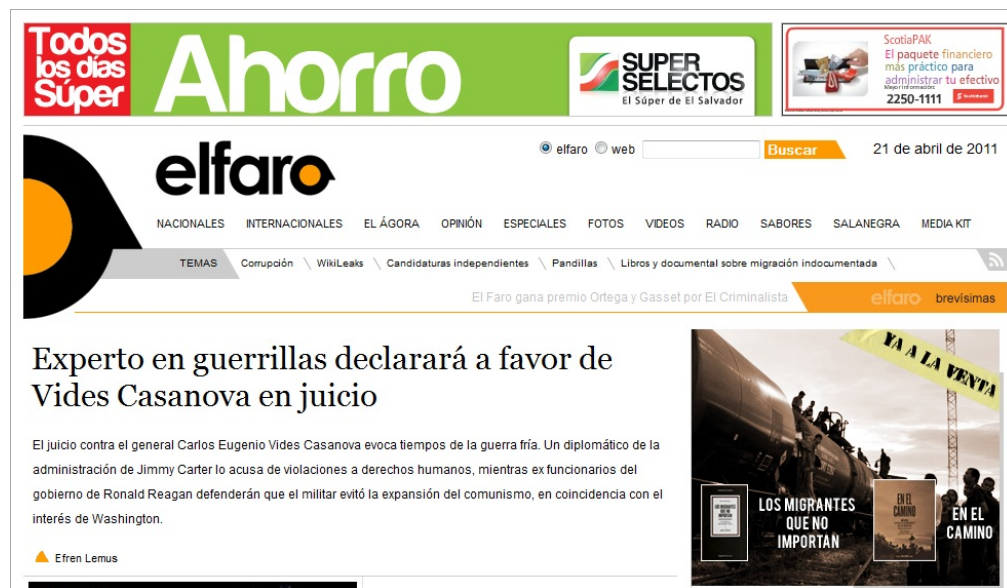 Todos
los días
Súper
Ahorro
SUPER
SELECTOS
El Súper de El Salvador
ScotiaPAK
El paquete financiero
más práctico para
administrar tu efectivo
Mayor información:
2250-1111
Scotiabank
elfaro
elfaro web
Buscar
21 de abril de 2011
NACIONALES INTERNACIONALES EL ÁGORA OPINIÓN ESPECIALES FOTOS VIDEOS RADIO SABORES SALANEGRA MEDIA KIT
TEMAS Corrupción \ WikiLeaks \ Candidaturas independientes \ Pandillas \ Libros y documental sobre migración indocumentada \
El Faro gana premio Ortega y Gasset por El Criminalista
elfaro brevísimas
Experto en guerrillas declarará a favor de
Vides Casanova en juicio
El juicio contra el general Carlos Eugenio Vides Casanova evoca tiempos de la guerra fría. Un diplomático de la
administración de Jimmy Carter lo acusa de violaciones a derechos humanos, mientras ex funcionarios del
gobierno de Ronald Reagan defenderán que el militar evitó la expansión del comunismo, en coincidencia con el
interés de Washington.
Efren Lemus
YA A LA VENTA
LOS MIGRANTES
QUE NO
IMPORTAN
EN EL
CAMINO
EN EL
CAMINO